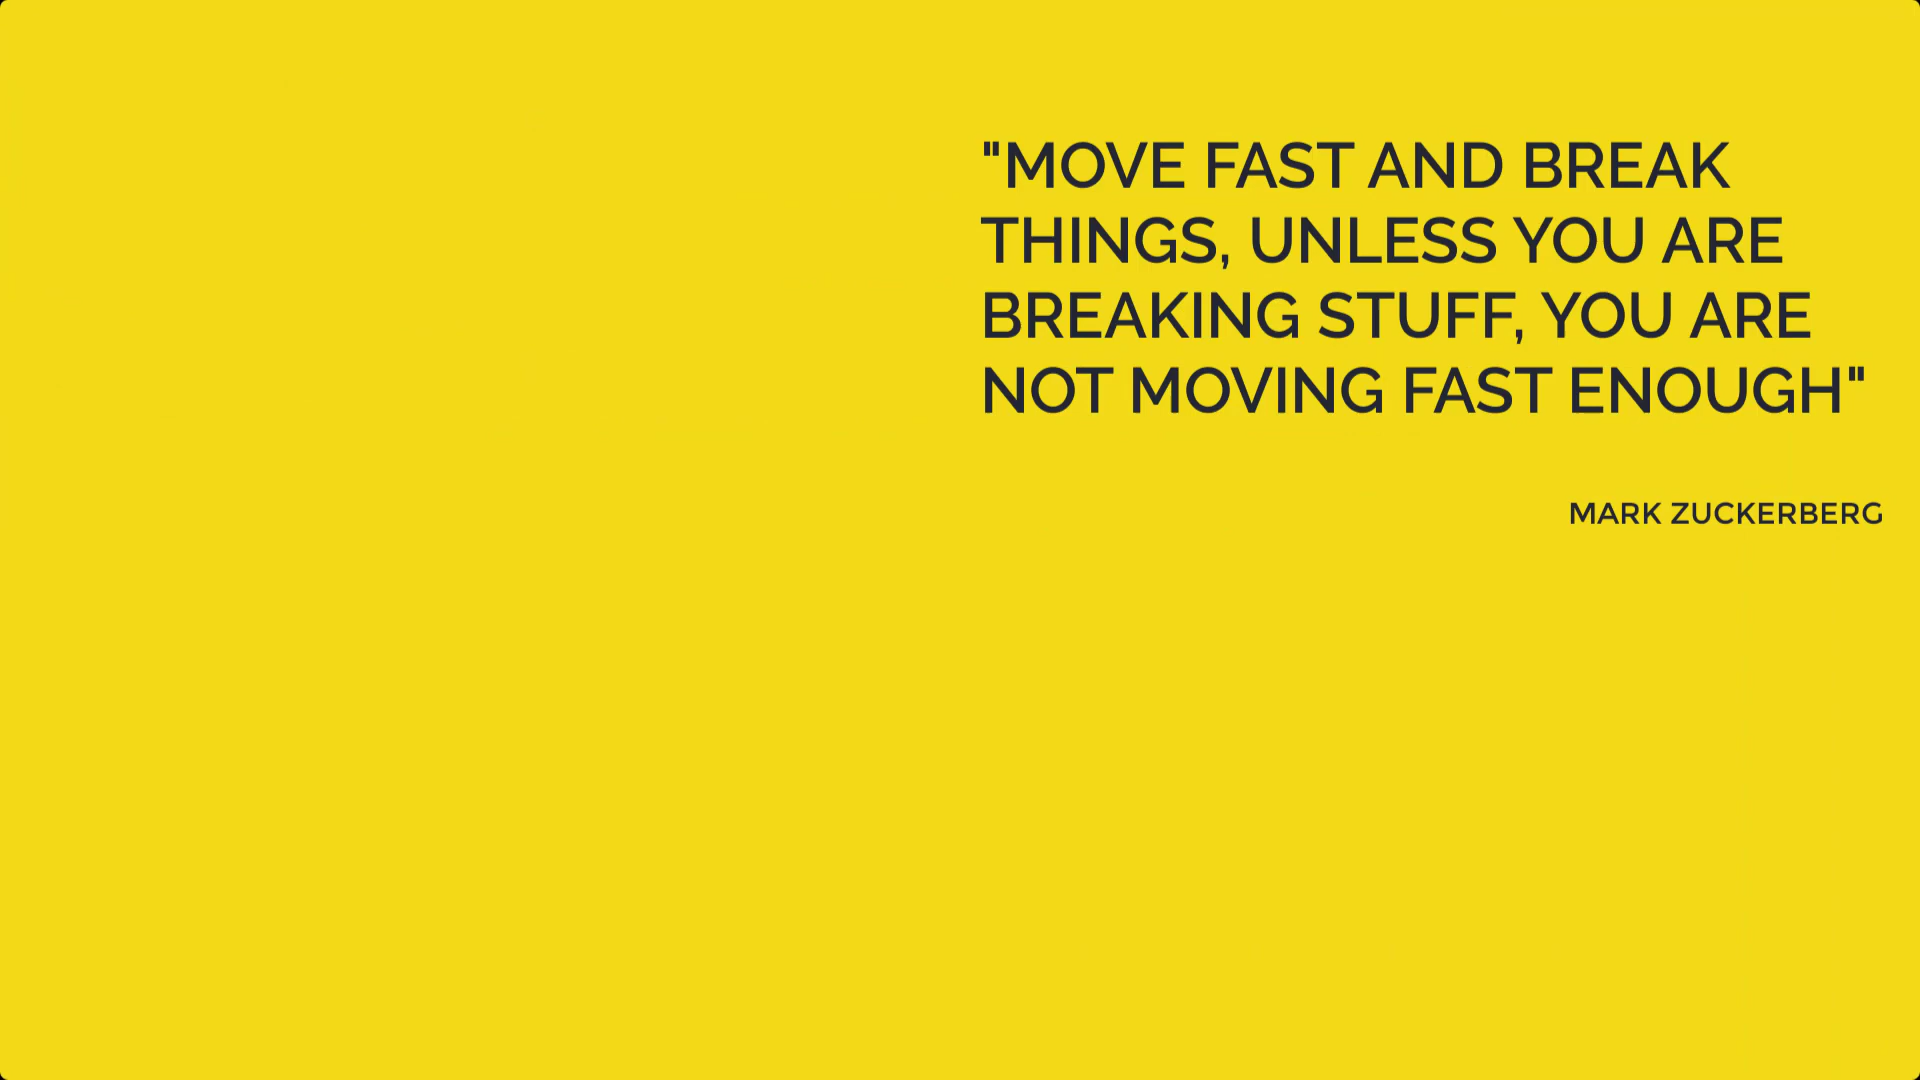 "MOVE FAST AND BREAK
THINGS, UNLESS YOU ARE
BREAKING STUFF, YOU ARE
NOT MOVING FAST ENOUGH"
MARK ZUCKERBERG